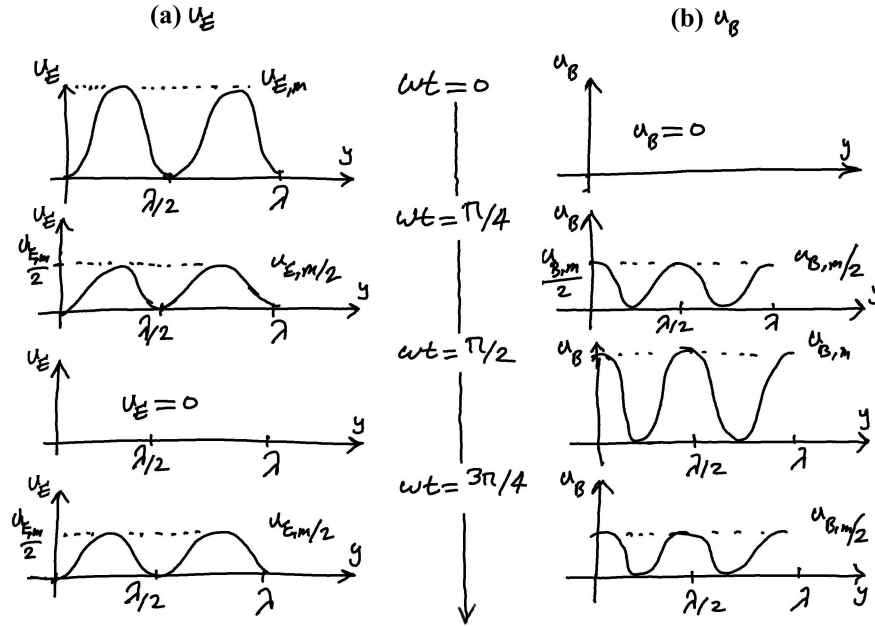 (a) u_E
(b) u_B
u_E
u_E,m
y
λ/2
λ
ωt = 0
u_B
u_B = 0
y
u_E
u_E,m/2
u_E,m/2
y
λ/2
λ
ωt = π/4
u_B
u_B,m/2
u_B,m/2
y
λ/2
λ
u_E
u_E = 0
y
λ/2
λ
ωt = π/2
u_B
u_B,m
y
λ/2
λ
u_E
u_E,m/2
u_E,m/2
y
λ/2
λ
ωt = 3π/4
u_B
u_B,m/2
y
λ/2
λ